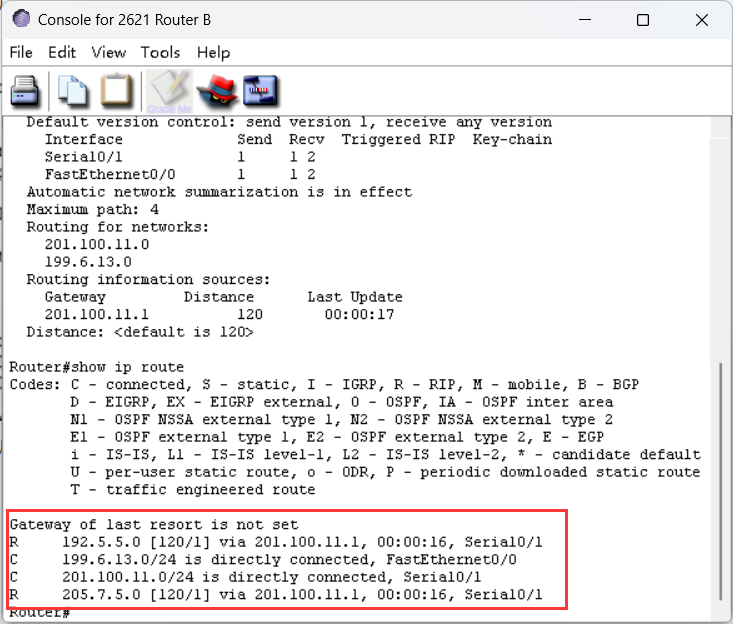 Console for 2621 Router B
File Edit View Tools Help
Grade Me
Default version control: send version 1, receive any version
Interface Send Recv Triggered RIP Key-chain
Serial0/1 1 1 2
FastEthernet0/0 1 1 2
Automatic network summarization is in effect
Maximum path: 4
Routing for networks:
201.100.11.0
199.6.13.0
Routing information sources:
Gateway Distance Last Update
201.100.11.1 120 00:00:17
Distance: <default is 120>
Router#show ip route
Codes: C - connected, S - static, I - IGRP, R - RIP, M - mobile, B - BGP
D - EIGRP, EX - EIGRP external, O - OSPF, IA - OSPF inter area
N1 - OSPF NSSA external type 1, N2 - OSPF NSSA external type 2
E1 - OSPF external type 1, E2 - OSPF external type 2, E - EGP
i - IS-IS, L1 - IS-IS level-1, L2 - IS-IS level-2, * - candidate default
U - per-user static route, o - ODR, P - periodic downloaded static route
T - traffic engineered route
Gateway of last resort is not set
R 192.5.5.0 [120/1] via 201.100.11.1, 00:00:16, Serial0/1
C 199.6.13.0/24 is directly connected, FastEthernet0/0
C 201.100.11.0/24 is directly connected, Serial0/1
R 205.7.5.0 [120/1] via 201.100.11.1, 00:00:16, Serial0/1
Router#